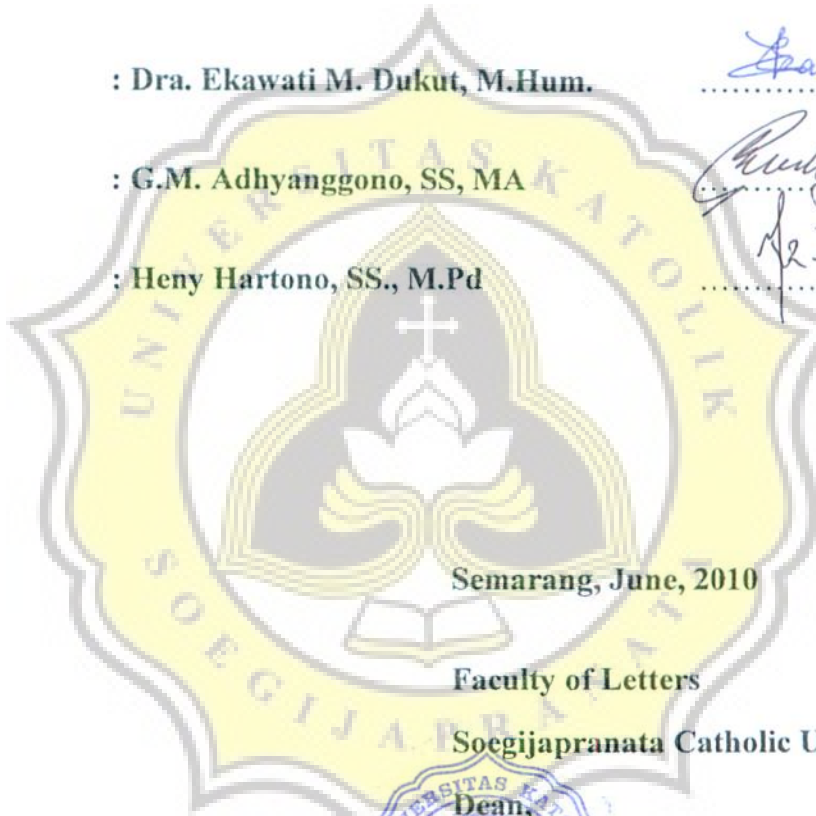 : Dra. Ekawati M. Dukut, M.Hum.
: G.M. Adhyanggono, SS, MA
: Heny Hartono, SS., M.Pd
UNIVERSITAS KATOLIK
SOEGIJAPRANATA
Semarang, June, 2010
Faculty of Letters
Soegijapranata Catholic U
Dean,